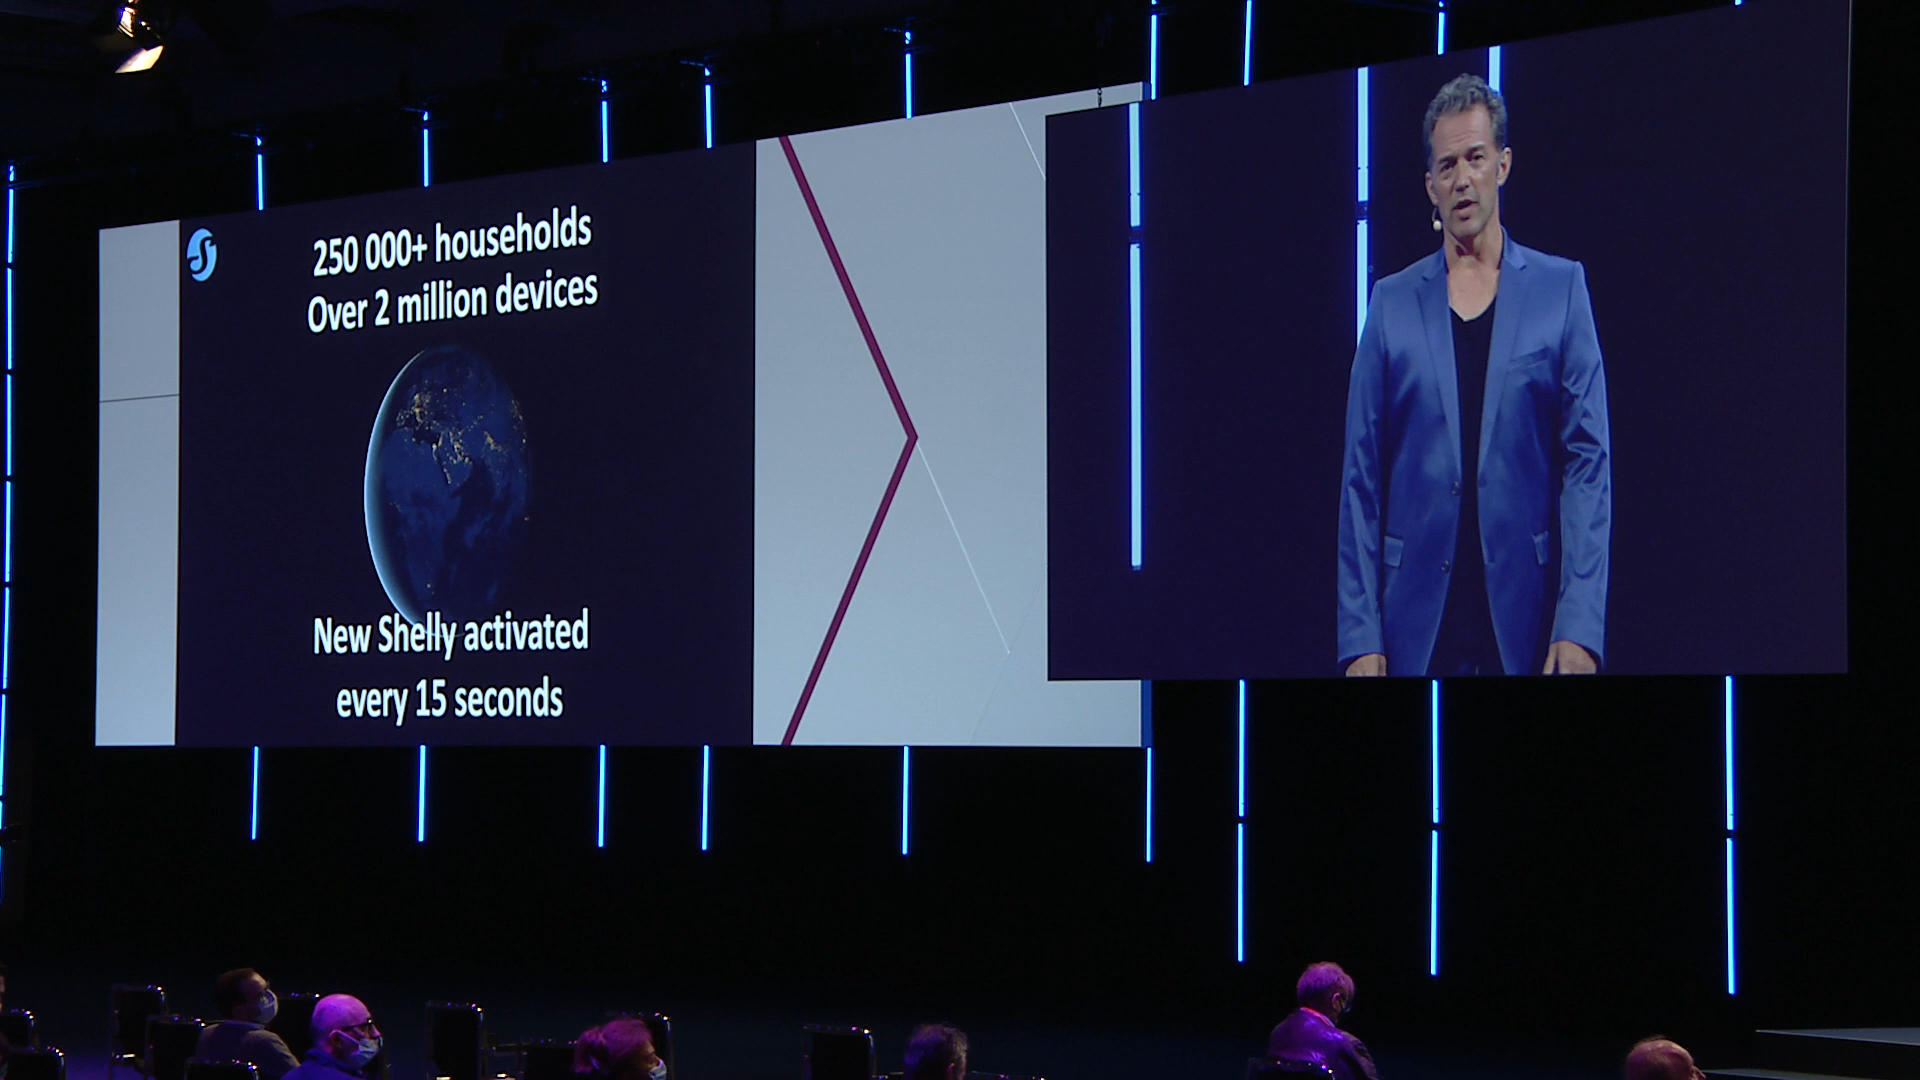 250 000+ households
Over 2 million devices
New Shelly activated
every 15 seconds